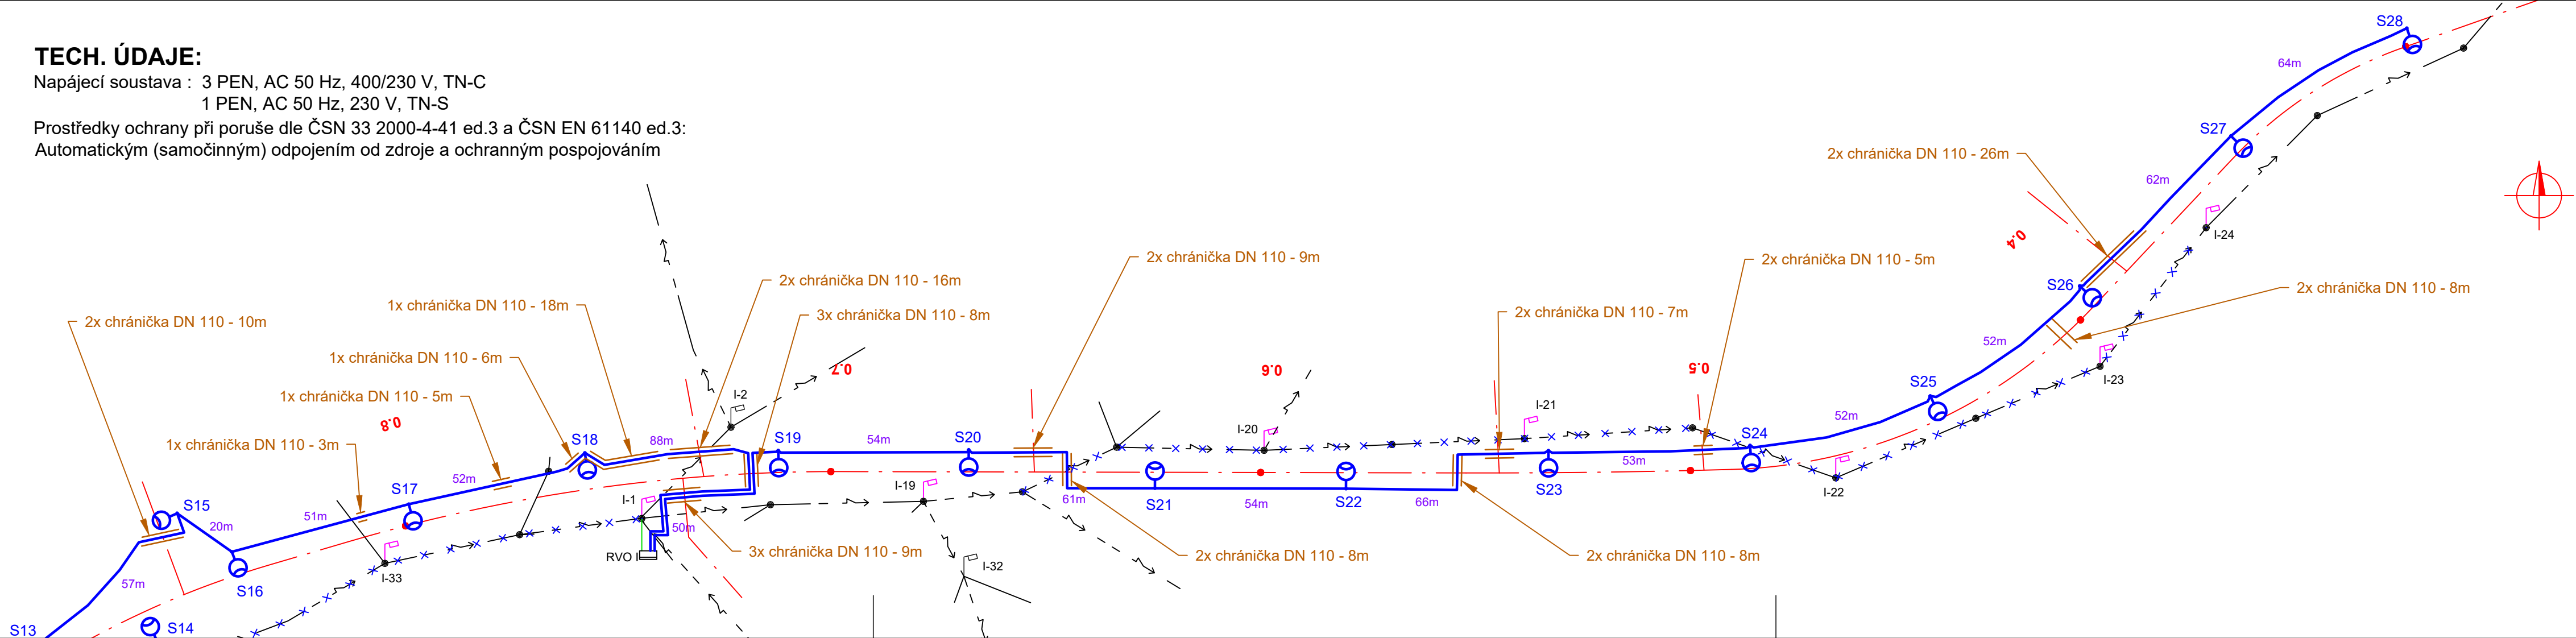 TECH. ÚDAJE:
Napájecí soustava : 3 PEN, AC 50 Hz, 400/230 V, TN-C
1 PEN, AC 50 Hz, 230 V, TN-S
Prostředky ochrany při poruše dle ČSN 33 2000-4-41 ed.3 a ČSN EN 61140 ed.3:
Automatickým (samočinným) odpojením od zdroje a ochranným pospojováním
S28
64m
S27
2x chránička DN 110 - 26m
62m
I-24
0.4
2x chránička DN 110 - 9m
2x chránička DN 110 - 5m
2x chránička DN 110 - 16m
S26
2x chránička DN 110 - 8m
1x chránička DN 110 - 18m
3x chránička DN 110 - 8m
2x chránička DN 110 - 7m
2x chránička DN 110 - 10m
52m
1x chránička DN 110 - 6m
0.7
0.6
0.5
I-23
S25
1x chránička DN 110 - 5m
I-2
I-21
52m
0.8
I-20
1x chránička DN 110 - 3m
S18
88m
S19
54m
S20
S24
53m
52m
S17
I-19
S23
I-22
S15
20m
51m
I-1
61m
S21
54m
S22
66m
50m
RVO I
3x chránička DN 110 - 9m
2x chránička DN 110 - 8m
2x chránička DN 110 - 8m
I-32
57m
S16
I-33
S13
S14